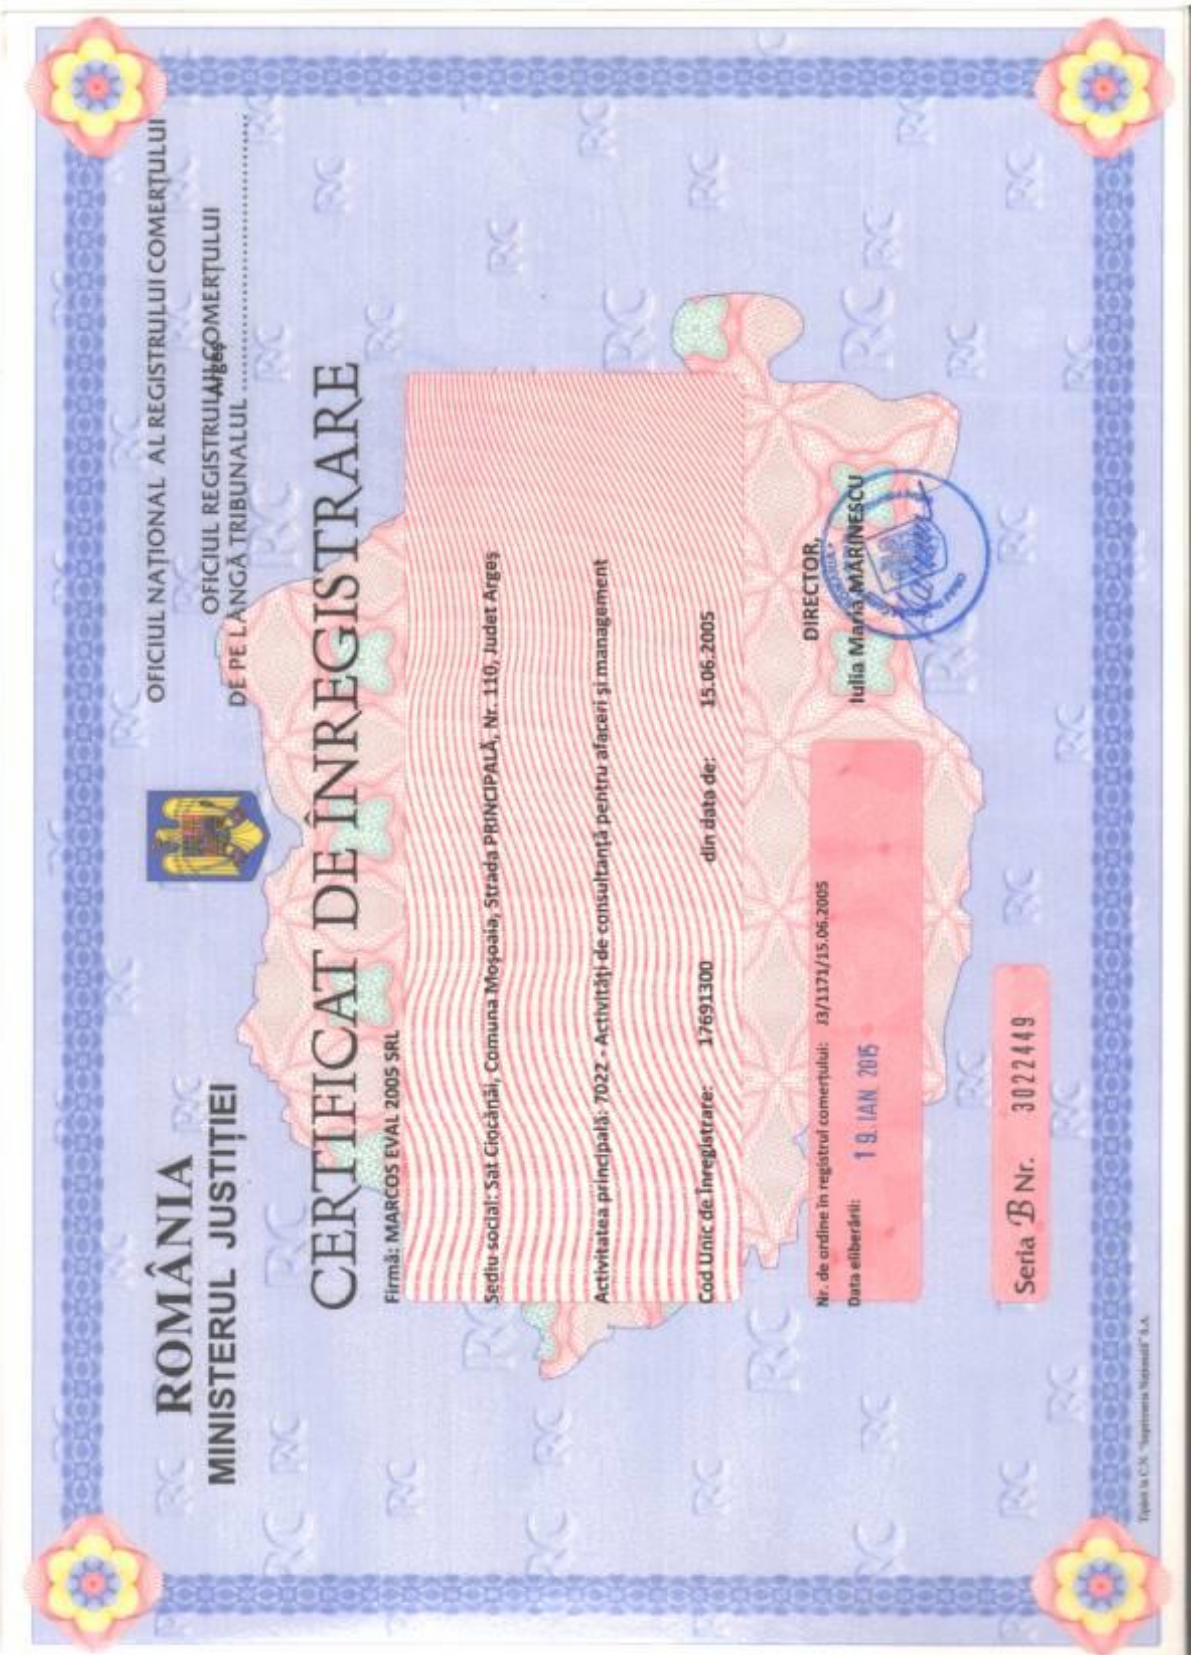 ROMÂNIA
MINISTERUL JUSTIȚIEI
OFICIUL NAȚIONAL AL REGISTRULUI COMERȚULUI
OFICIUL REGISTRULUI COMERȚULUI
DE PE LÂNGĂ TRIBUNALUL ........ Argeș
CERTIFICAT DE ÎNREGISTRARE
Firmă: MARCOS EVAL 2005 SRL
Sediu social: Sat Ciocănăi, Comuna Moșoaia, Strada PRINCIPALĂ, Nr. 110, Judet Argeș
Activitatea principală: 7022 - Activități de consultanță pentru afaceri și management
Cod Unic de Înregistrare: 17691300 din data de: 15.06.2005
Nr. de ordine în registrul comerțului: J3/1171/15.06.2005
Data eliberării: 19. IAN 2015
DIRECTOR,
Iulia Maria MARINESCU
Seria B Nr. 3022449
RC